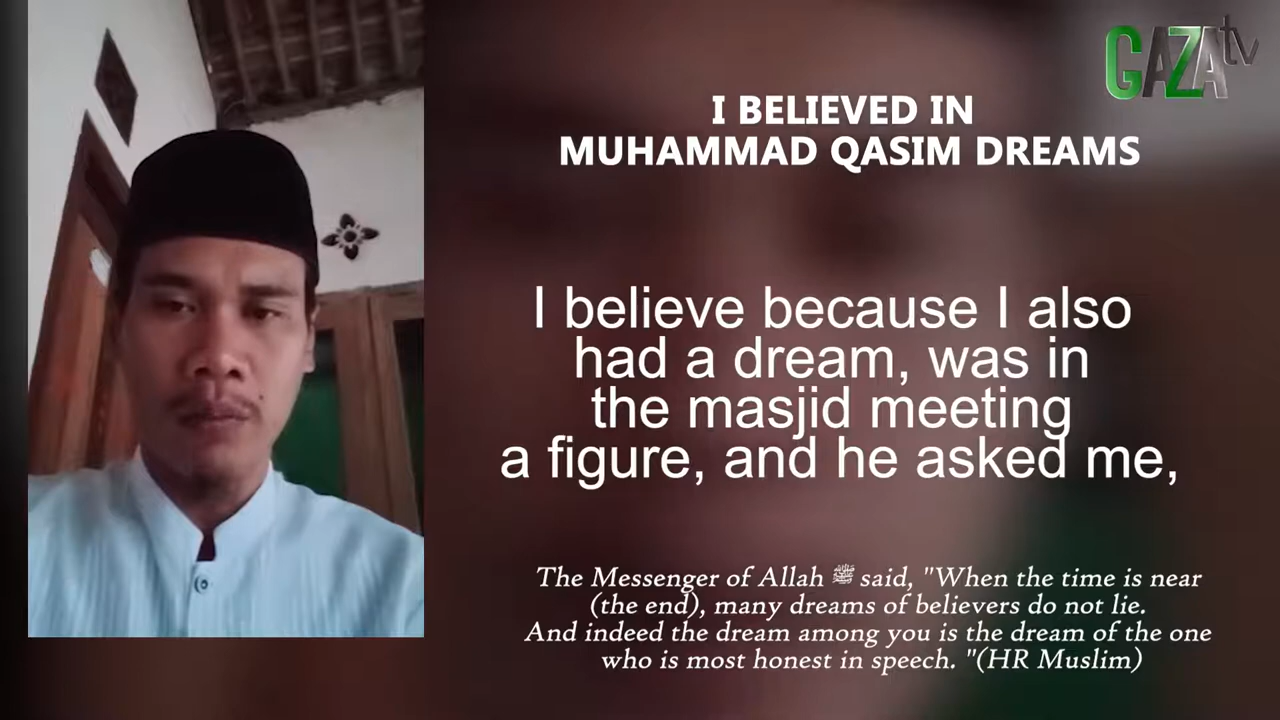 GAZA tv
I BELIEVED IN
MUHAMMAD QASIM DREAMS
I believe because I also
had a dream, was in
the masjid meeting
a figure, and he asked me,
The Messenger of Allah ﷺ said, "When the time is near
(the end), many dreams of believers do not lie.
And indeed the dream among you is the dream of the one
who is most honest in speech. "(HR Muslim)